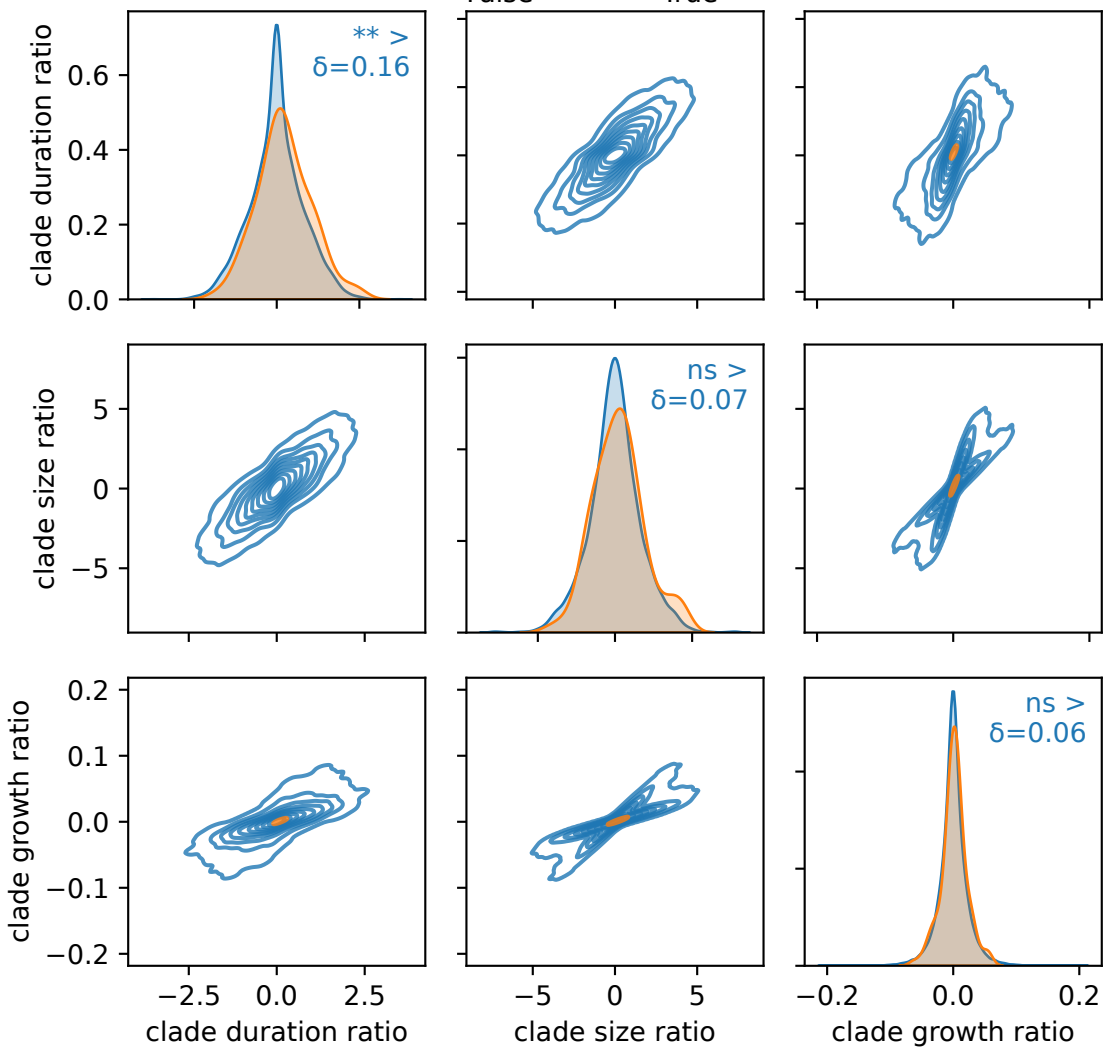 False True
clade duration ratio
0.6
0.4
0.2
0.0
** >
δ=0.16
clade size ratio
5
0
−5
ns >
δ=0.07
clade growth ratio
0.2
0.1
0.0
−0.1
−0.2
ns >
δ=0.06
−2.5 0.0 2.5
−5 0 5
−0.2 0.0 0.2
clade duration ratio
clade size ratio
clade growth ratio